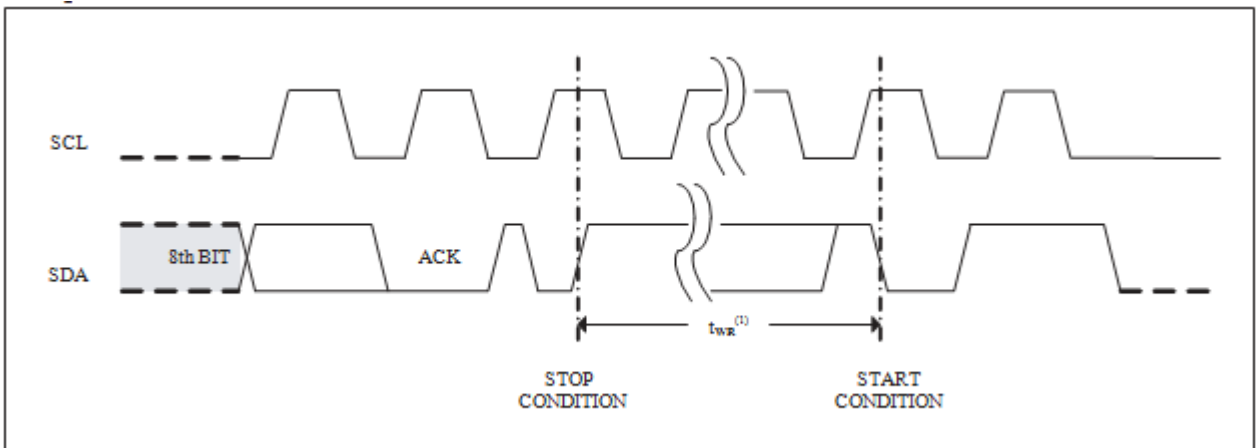 SCL
SDA
8th BIT
ACK
tWR(1)
STOP
CONDITION
START
CONDITION